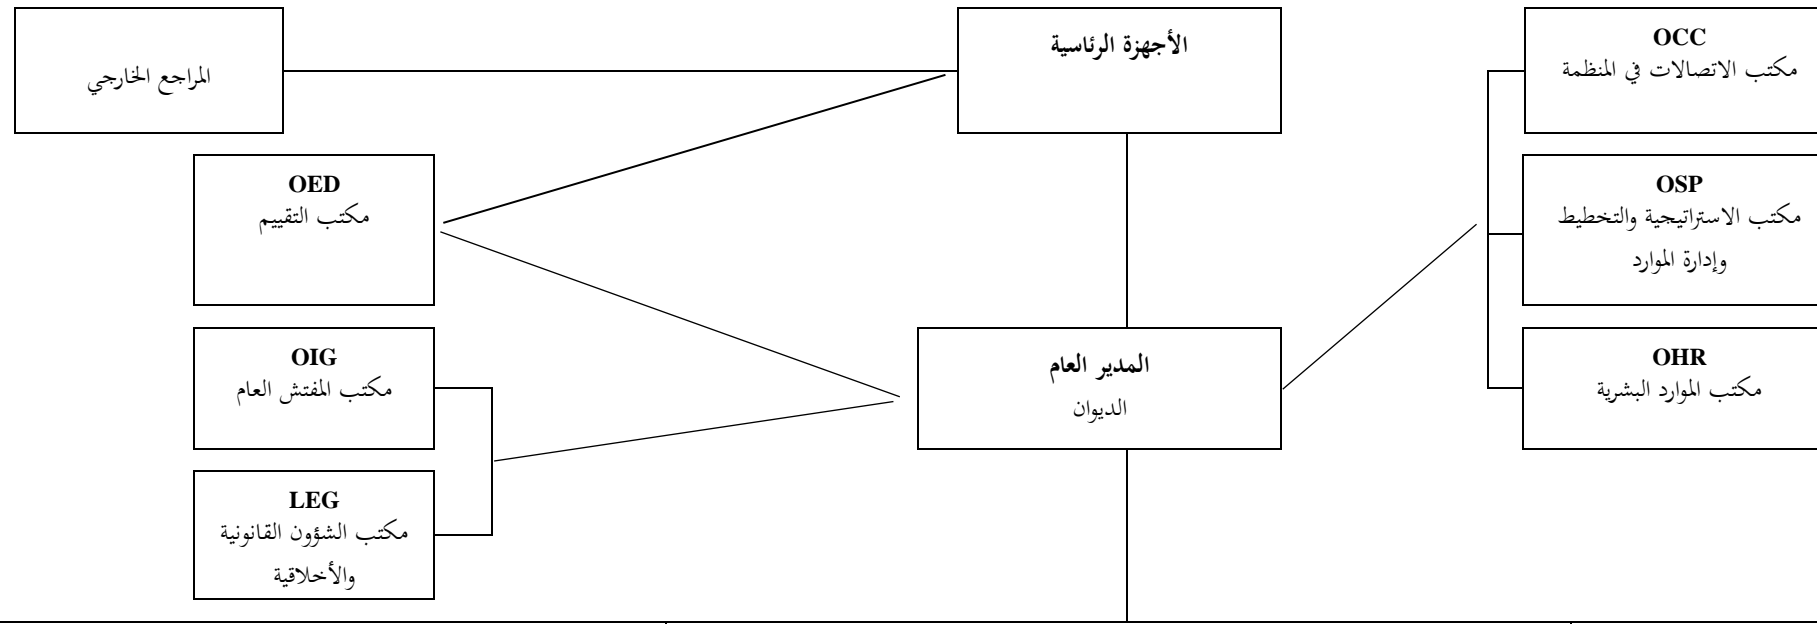 المراجع الخارجي
الأجهزة الرئاسية
OCC
مكتب الاتصالات في المنظمة
OED
مكتب التقييم
OSP
مكتب الاستراتيجية والتخطيط
وإدارة الموارد
OIG
مكتب المفتش العام
المدير العام
الديوان
OHR
مكتب الموارد البشرية
LEG
مكتب الشؤون القانونية
والأخلاقية